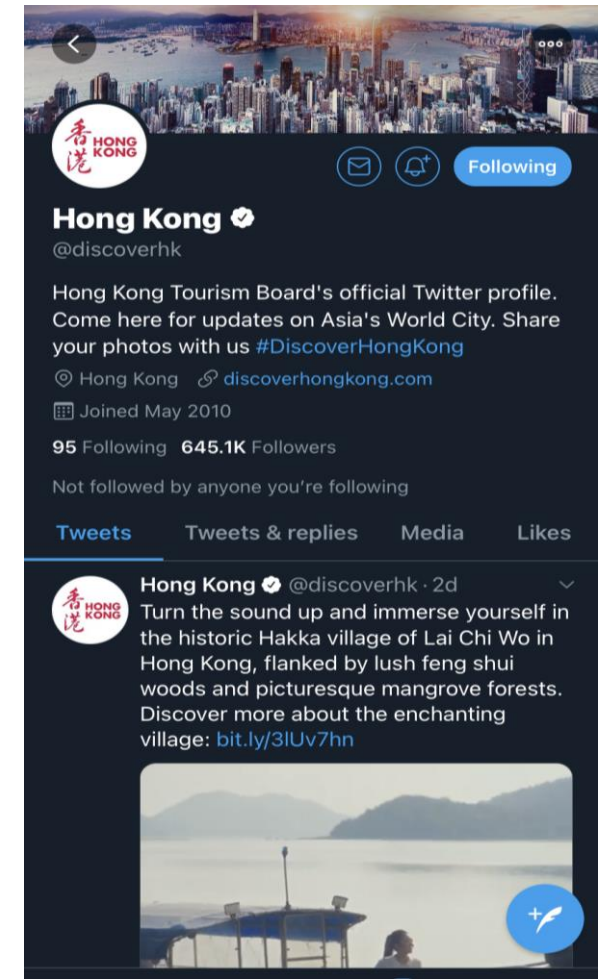 香港 HONG KONG
Following
Hong Kong
@discoverhk
Hong Kong Tourism Board's official Twitter profile.
Come here for updates on Asia's World City. Share
your photos with us #DiscoverHongKong
Hong Kong discoverhongkong.com
Joined May 2010
95 Following 645.1K Followers
Not followed by anyone you're following
Tweets Tweets & replies Media Likes
香港 HONG KONG
Hong Kong @discoverhk · 2d
Turn the sound up and immerse yourself in
the historic Hakka village of Lai Chi Wo in
Hong Kong, flanked by lush feng shui
woods and picturesque mangrove forests.
Discover more about the enchanting
village: bit.ly/3lUv7hn